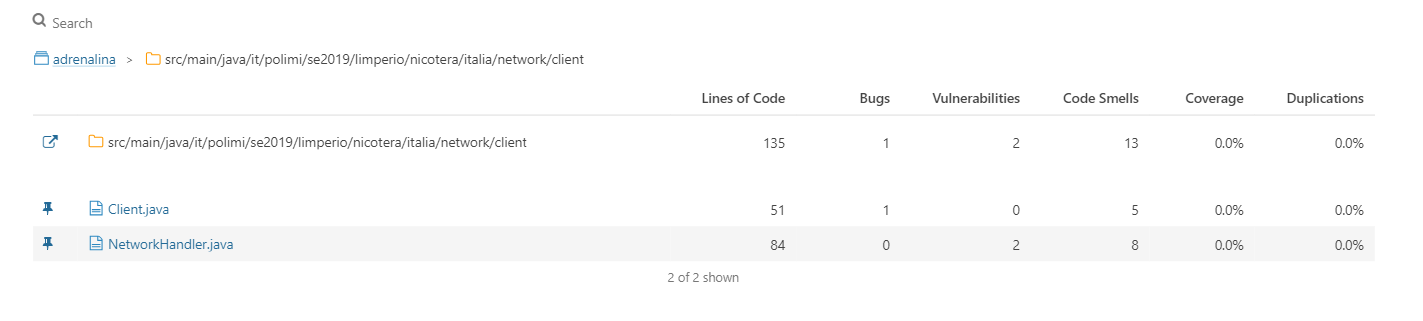 Search
adrenalina > src/main/java/it/polimi/se2019/limperio/nicotera/italia/network/client
Lines of Code Bugs Vulnerabilities Code Smells Coverage Duplications
src/main/java/it/polimi/se2019/limperio/nicotera/italia/network/client 135 1 2 13 0.0% 0.0%
Client.java 51 1 0 5 0.0% 0.0%
NetworkHandler.java 84 0 2 8 0.0% 0.0%
2 of 2 shown